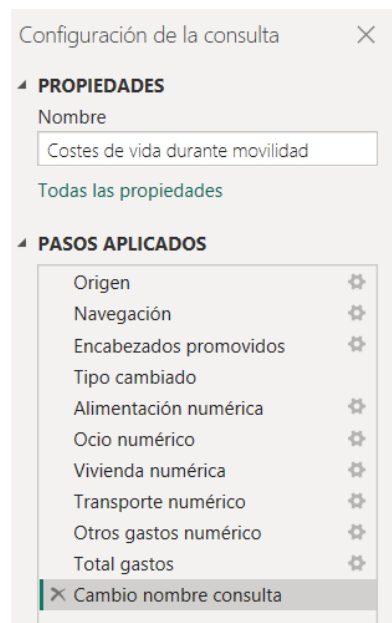 Configuración de la consulta
PROPIEDADES
Nombre
Costes de vida durante movilidad
Todas las propiedades
PASOS APLICADOS
Origen
Navegación
Encabezados promovidos
Tipo cambiado
Alimentación numérica
Ocio numérico
Vivienda numérica
Transporte numérico
Otros gastos numérico
Total gastos
Cambio nombre consulta